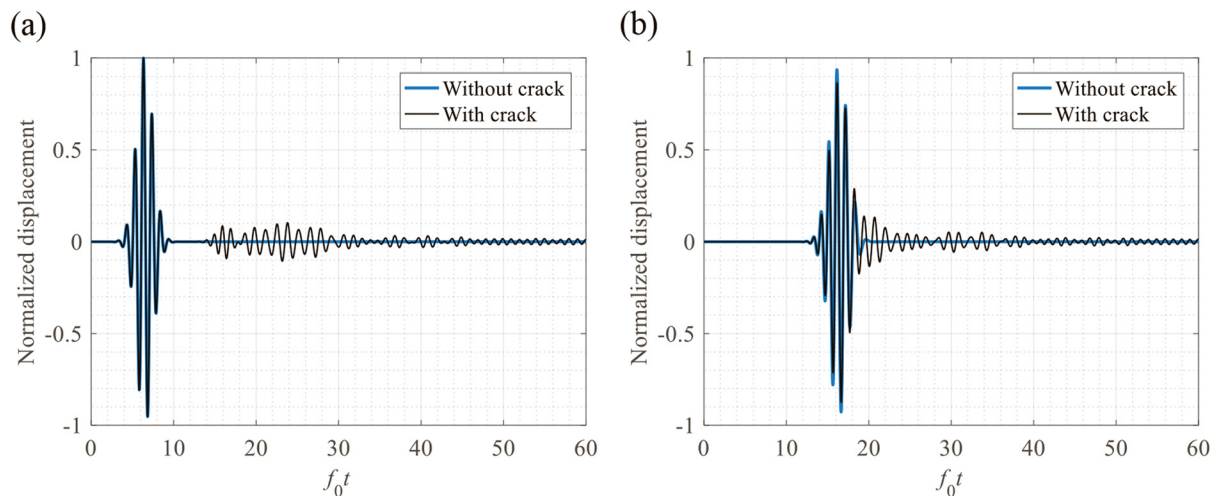 (a)
Normalized displacement
1
0.5
0
-0.5
-1
0 10 20 30 40 50 60
f₀t
Without crack
With crack
(b)
Normalized displacement
1
0.5
0
-0.5
-1
0 10 20 30 40 50 60
f₀t
Without crack
With crack